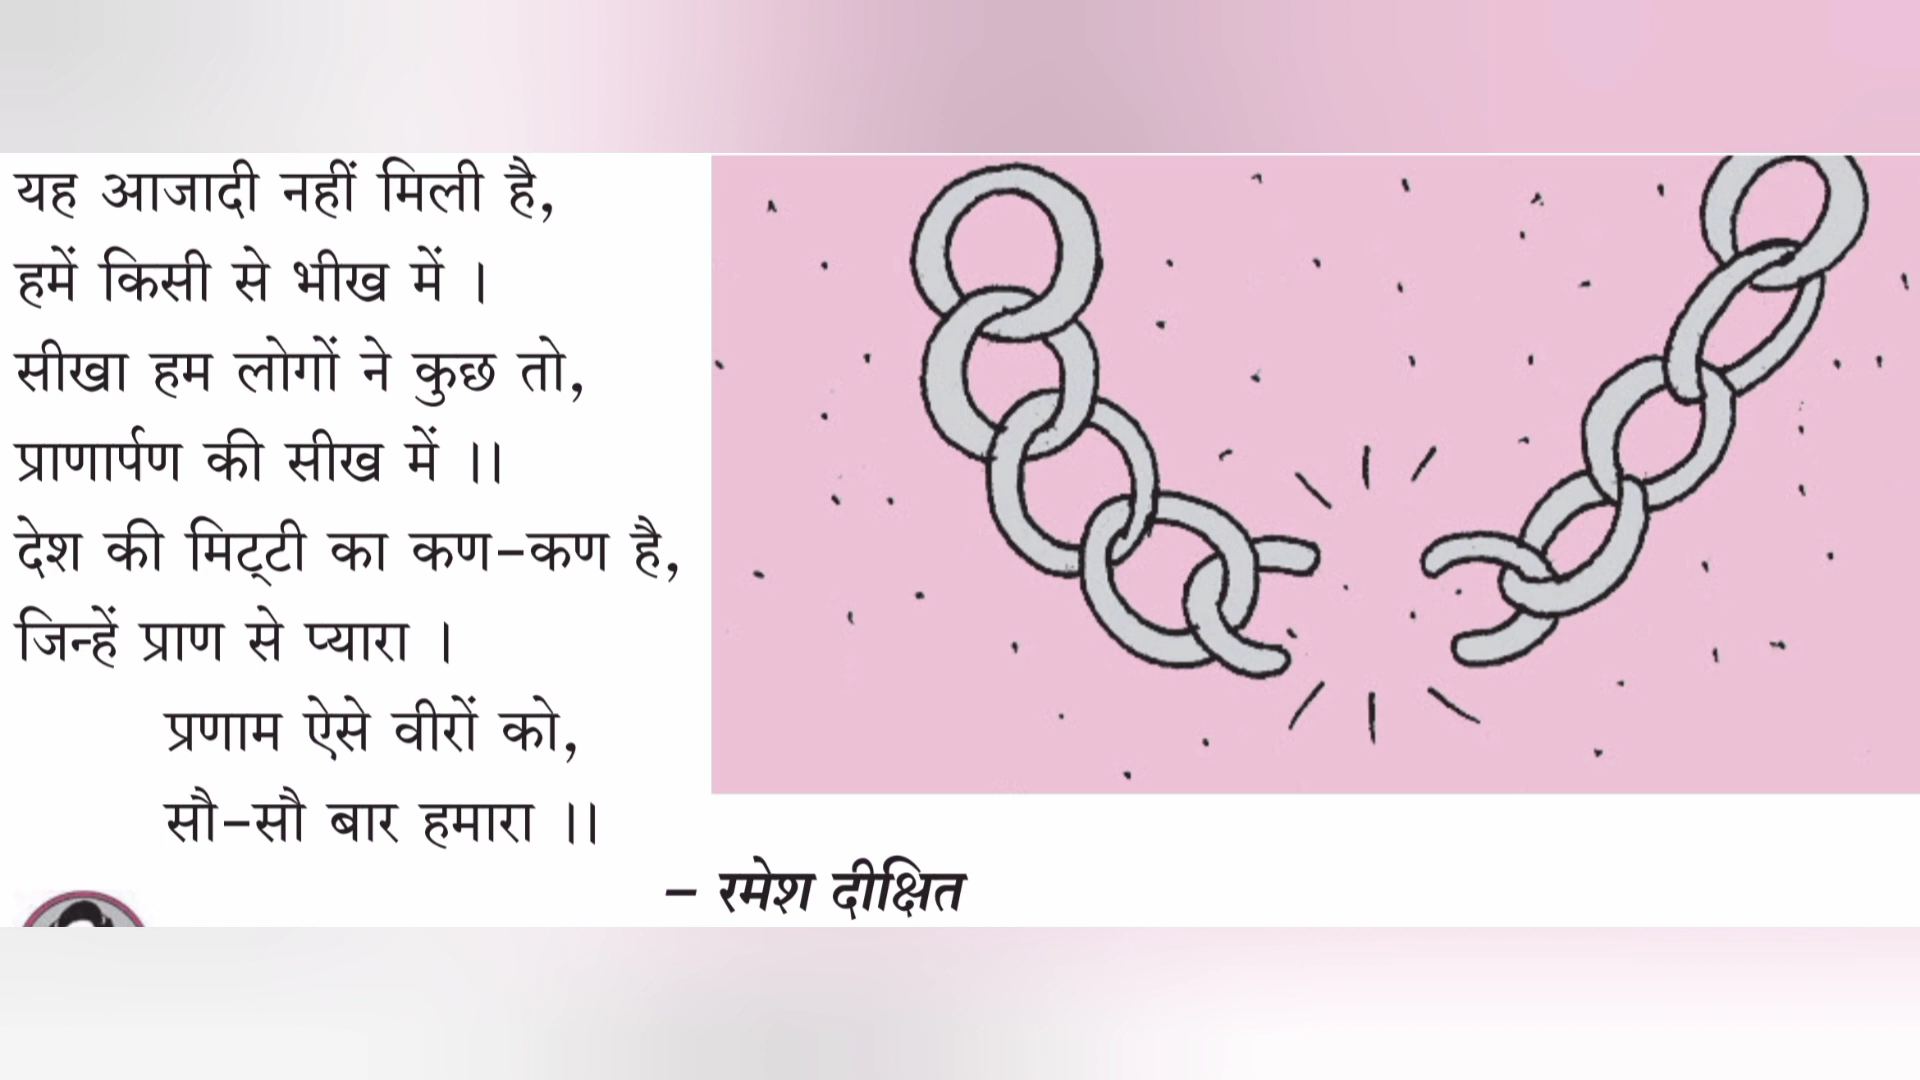 यह आजादी नहीं मिली है,
हमें किसी से भीख में ।
सीखा हम लोगों ने कुछ तो,
प्राणार्पण की सीख में ।।
देश की मिट्‌टी का कण-कण है,
जिन्हें प्राण से प्यारा ।
प्रणाम ऐसे वीरों को,
सौ-सौ बार हमारा ।।
– रमेश दीक्षित